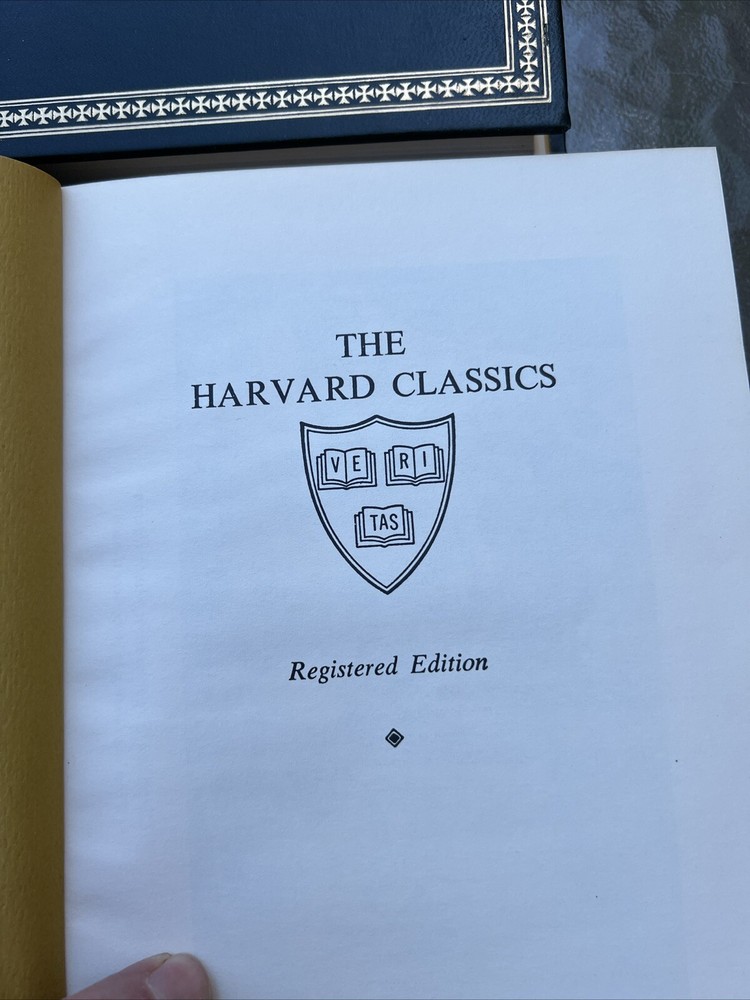 THE
HARVARD CLASSICS
VE RI
TAS
Registered Edition